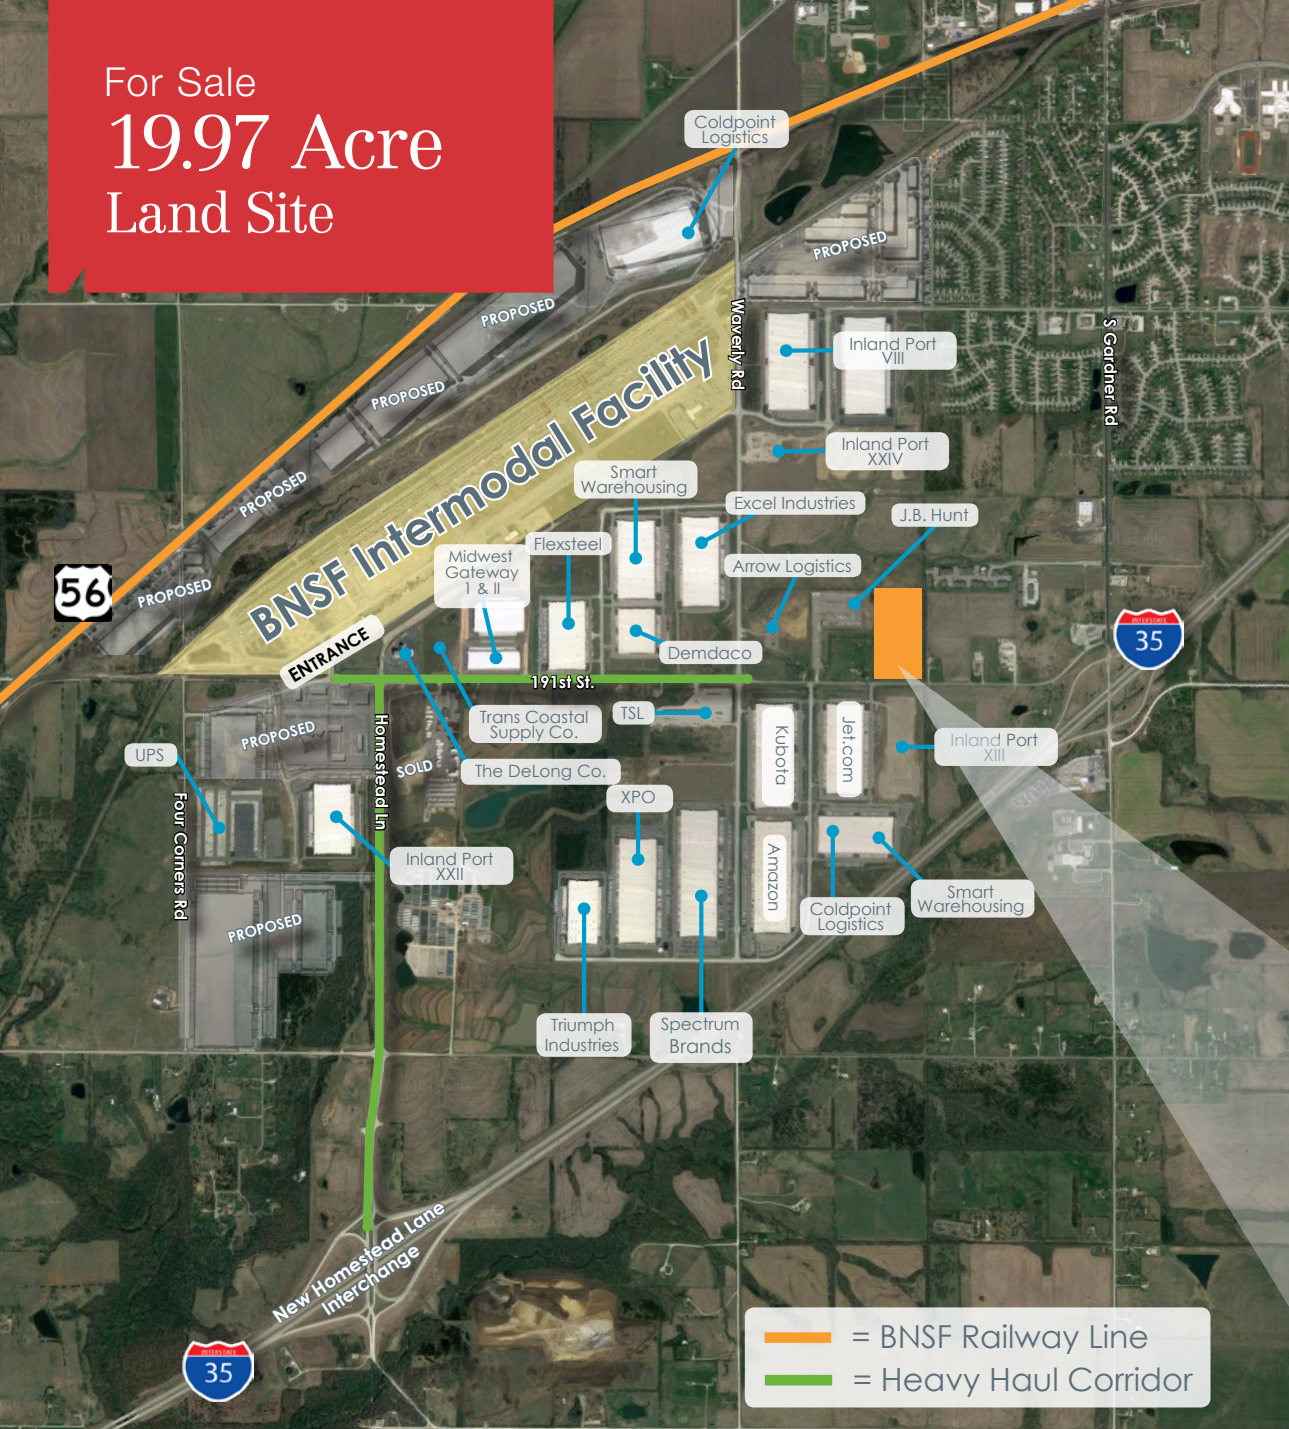 For Sale
19.97 Acre
Land Site
Coldpoint
Logistics
PROPOSED
PROPOSED
Waverly Rd
S Gardner Rd
Inland Port
VIII
BNSF Intermodal Facility
PROPOSED
Inland Port
XXIV
PROPOSED
Smart
Warehousing
Excel Industries
J.B. Hunt
Flexsteel
Midwest
Gateway
1 & II
Arrow Logistics
56
PROPOSED
INTERSTATE
35
ENTRANCE
Demdaco
191st St.
Trans Coastal
Supply Co.
TSL
Homestead Ln
PROPOSED
Kubota
Jet.com
Inland Port
XIII
UPS
SOLD
The DeLong Co.
XPO
Four Corners Rd
Inland Port
XXII
Amazon
Smart
Warehousing
Coldpoint
Logistics
PROPOSED
Triumph
Industries
Spectrum
Brands
New Homestead Lane
Interchange
INTERSTATE
35
= BNSF Railway Line
= Heavy Haul Corridor